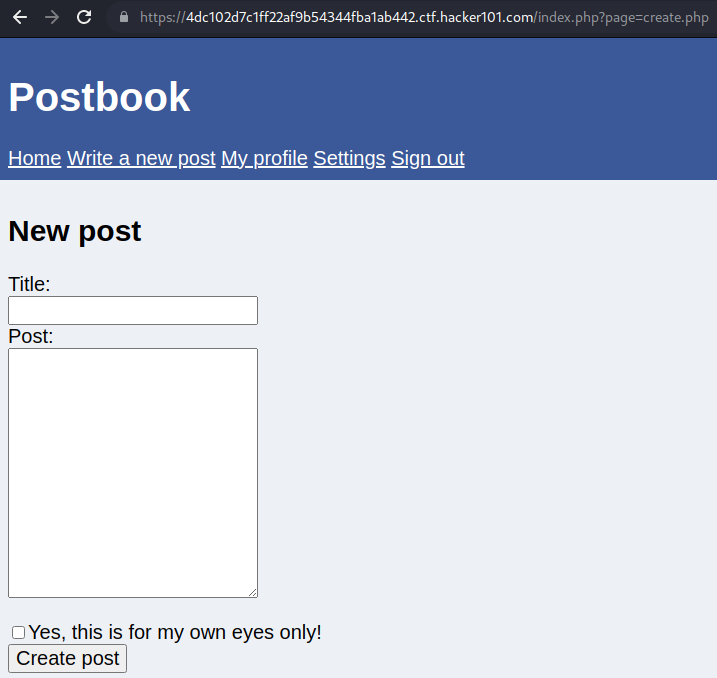 https://4dc102d7c1ff22af9b54344fba1ab442.ctf.hacker101.com/index.php?page=create.php
Postbook
Home Write a new post My profile Settings Sign out
New post
Title:
Post:
Yes, this is for my own eyes only!
Create post